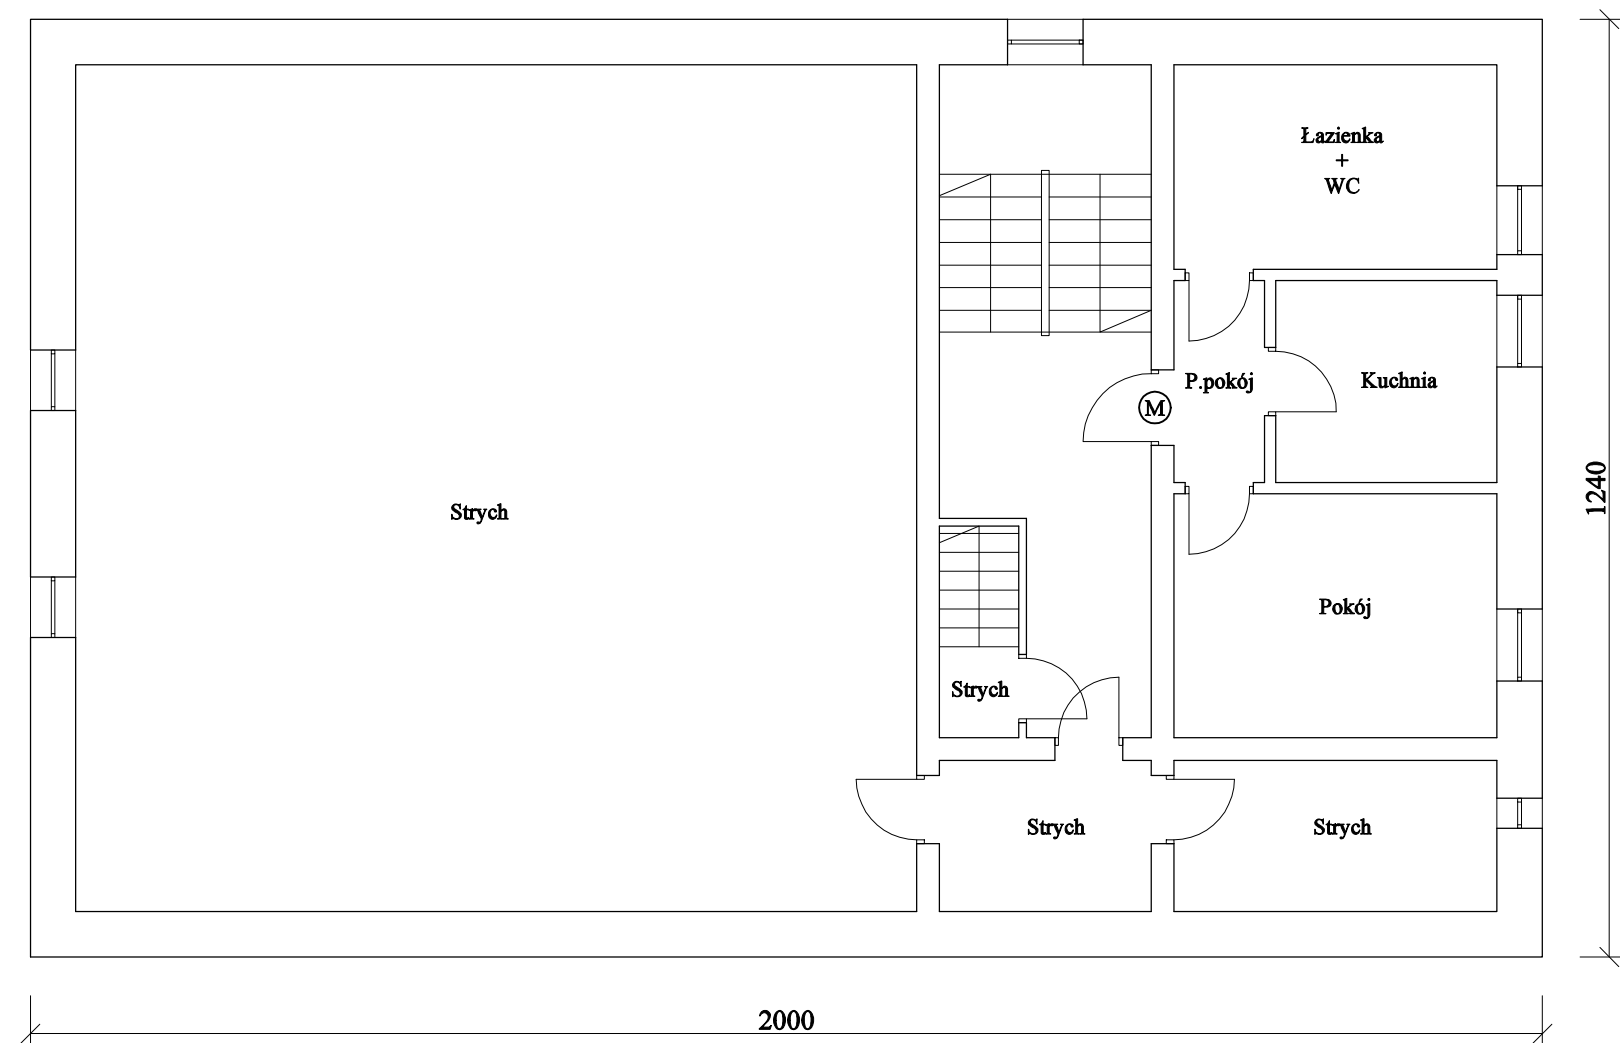 Łazienka
+
WC
P.pokój
Kuchnia
M
Strych
1240
Pokój
Strych
Strych
Strych
2000